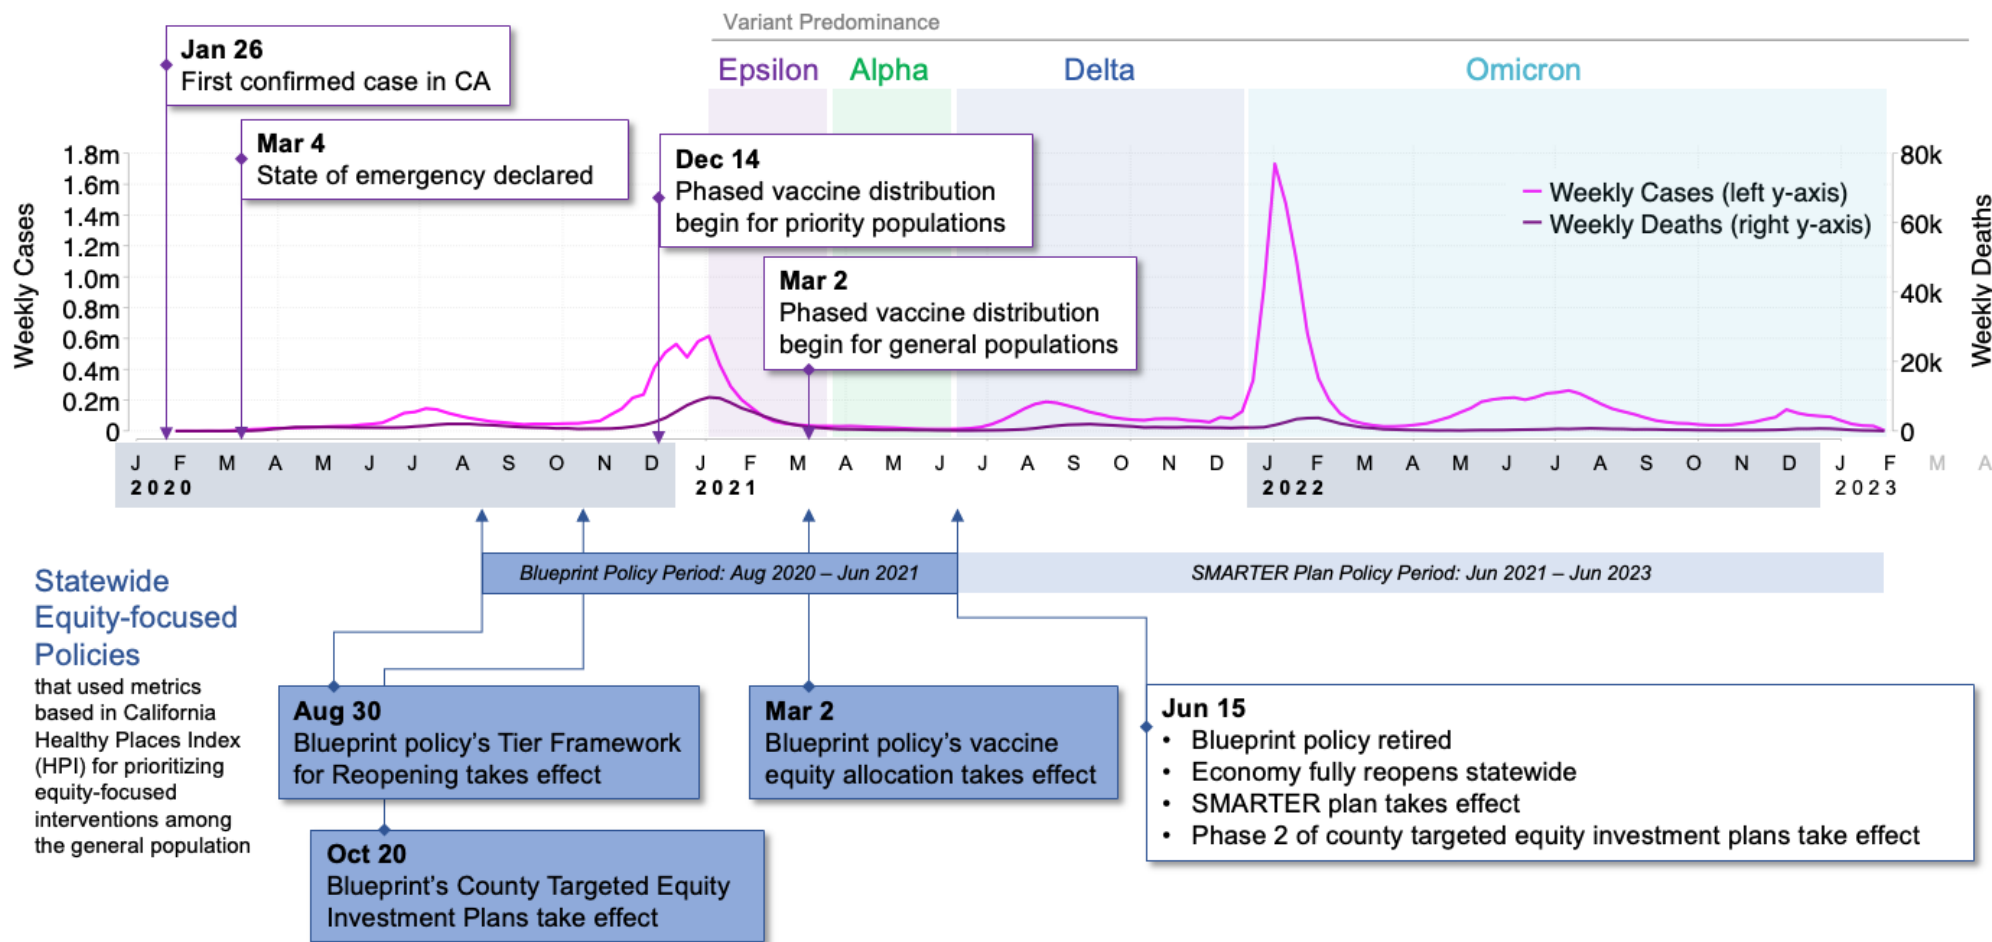 Variant Predominance
Jan 26
First confirmed case in CA
Epsilon
Alpha
Delta
Omicron
Mar 4
State of emergency declared
Dec 14
Phased vaccine distribution
begin for priority populations
Mar 2
Phased vaccine distribution
begin for general populations
Weekly Cases (left y-axis)
Weekly Deaths (right y-axis)
Weekly Cases
1.8m
1.6m
1.4m
1.2m
1.0m
0.8m
0.6m
0.4m
0.2m
0
80k
60k
40k
20k
0
Weekly Deaths
J F M A M J J A S O N D J F M A M J J A S O N D J F M A M J J A S O N D J F M A
2020 2021 2022 2023
Blueprint Policy Period: Aug 2020 – Jun 2021
SMARTER Plan Policy Period: Jun 2021 – Jun 2023
Statewide
Equity-focused
Policies
that used metrics
based in California
Healthy Places Index
(HPI) for prioritizing
equity-focused
interventions among
the general population
Aug 30
Blueprint policy's Tier Framework
for Reopening takes effect
Oct 20
Blueprint's County Targeted Equity
Investment Plans take effect
Mar 2
Blueprint policy's vaccine
equity allocation takes effect
Jun 15
• Blueprint policy retired
• Economy fully reopens statewide
• SMARTER plan takes effect
• Phase 2 of county targeted equity investment plans take effect